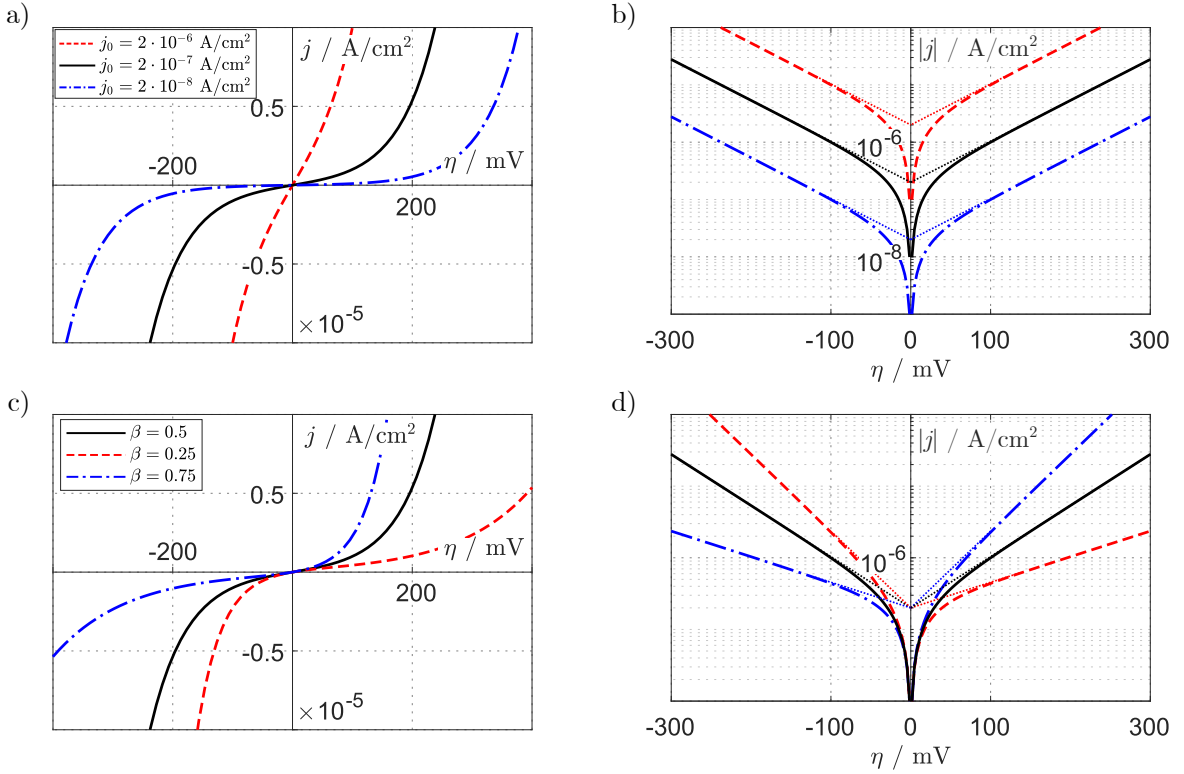 a)
j₀ = 2 · 10⁻⁶ A/cm²
j₀ = 2 · 10⁻⁷ A/cm²
j₀ = 2 · 10⁻⁸ A/cm²
j / A/cm²
0.5
-200
η / mV
200
-0.5
× 10⁻⁵
b)
|j| / A/cm²
10⁻⁶
10⁻⁸
-300
-100
0
100
300
η / mV
c)
β = 0.5
β = 0.25
β = 0.75
j / A/cm²
0.5
-200
η / mV
200
-0.5
×10⁻⁵
d)
|j| / A/cm²
10⁻⁶
-300
-100
0
100
300
η / mV